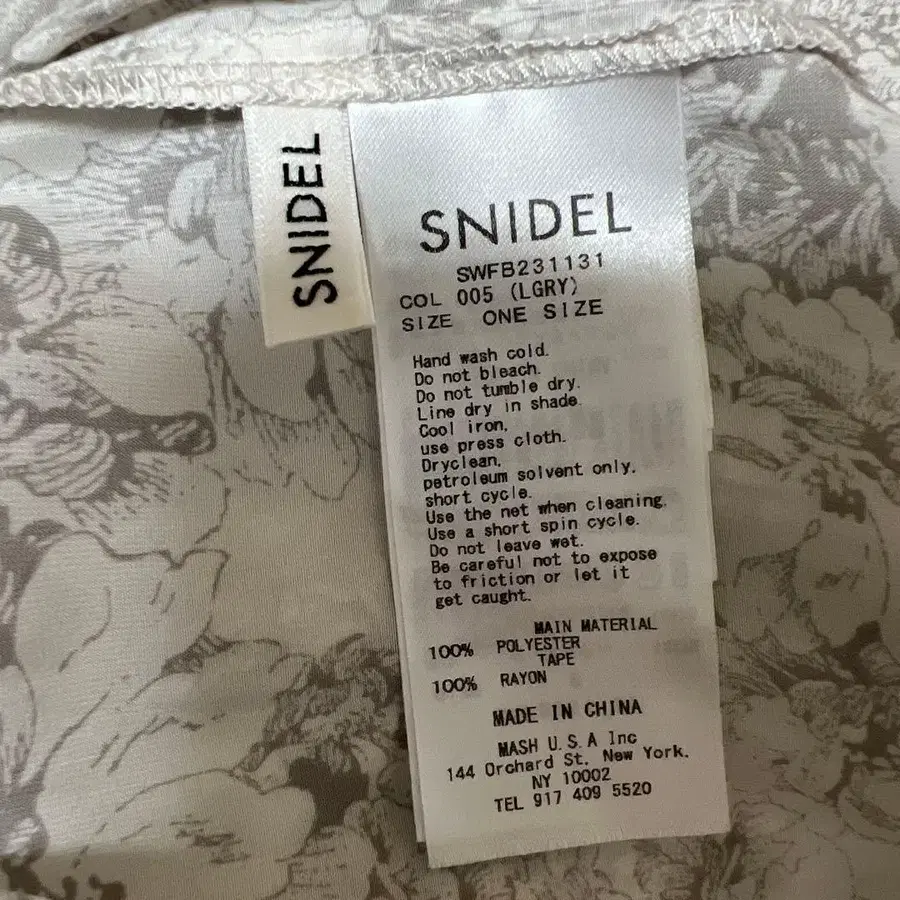 SNIDEL
SNIDEL
SWFB231131
COL 005 (LGRY)
SIZE ONE SIZE
Hand wash cold.
Do not bleach.
Do not tumble dry.
Line dry in shade.
Cool iron,
use press cloth.
Dryclean,
petroleum solvent only,
short cycle.
Use the net when cleaning.
Use a short spin cycle.
Do not leave wet.
Be careful not to expose
to friction or let it
get caught.
MAIN MATERIAL
100% POLYESTER
TAPE
100% RAYON
MADE IN CHINA
MASH U.S.A Inc
144 Orchard St, New York.
NY 10002
TEL 917 409 5520